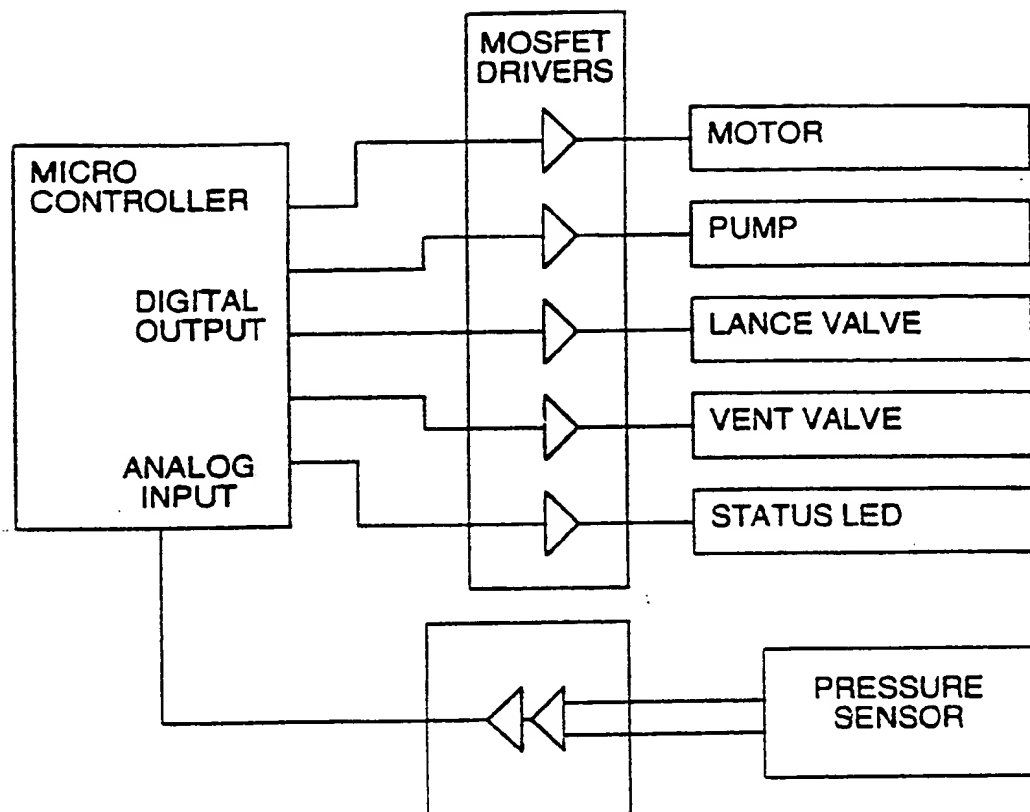 MOSFET
DRIVERS
MOTOR
MICRO
CONTROLLER
PUMP
DIGITAL
OUTPUT
LANCE VALVE
VENT VALVE
ANALOG
INPUT
STATUS LED
PRESSURE
SENSOR